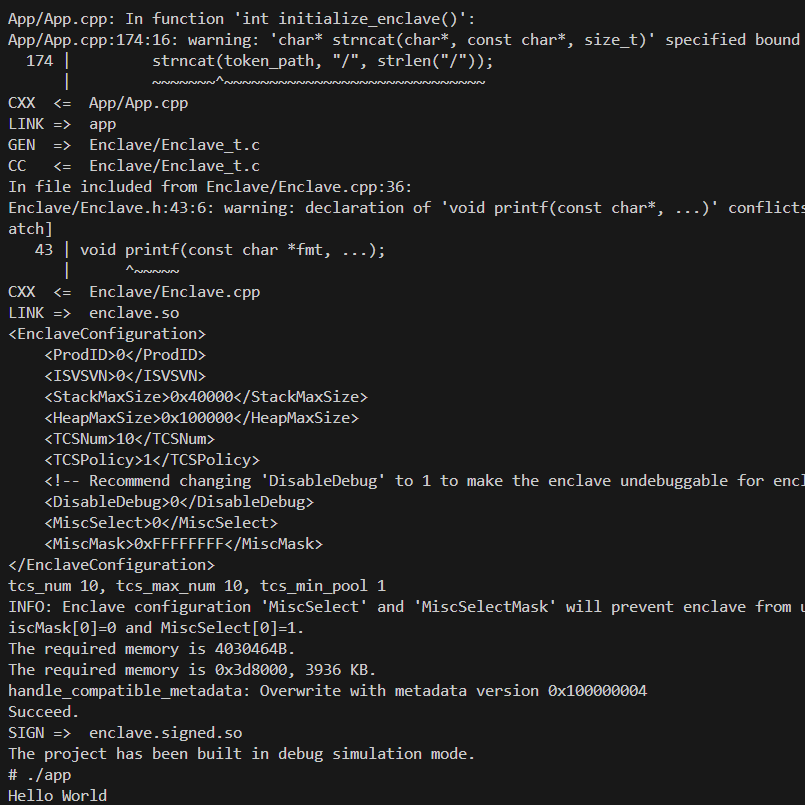 App/App.cpp: In function 'int initialize_enclave()':
App/App.cpp:174:16: warning: 'char* strncat(char*, const char*, size_t)' specified bound
  174 |         strncat(token_path, "/", strlen("/"));
      |         ~~~~~~~^~~~~~~~~~~~~~~~~~~~~~~~~~~~~~
CXX  <=  App/App.cpp
LINK =>  app
GEN  =>  Enclave/Enclave_t.c
CC   <=  Enclave/Enclave_t.c
In file included from Enclave/Enclave.cpp:36:
Enclave/Enclave.h:43:6: warning: declaration of 'void printf(const char*, ...)' conflicts
atch]
   43 | void printf(const char *fmt, ...);
      |      ^~~~~~
CXX  <=  Enclave/Enclave.cpp
LINK =>  enclave.so
<EnclaveConfiguration>
    <ProdID>0</ProdID>
    <ISVSVN>0</ISVSVN>
    <StackMaxSize>0x40000</StackMaxSize>
    <HeapMaxSize>0x100000</HeapMaxSize>
    <TCSNum>10</TCSNum>
    <TCSPolicy>1</TCSPolicy>
    <!-- Recommend changing 'DisableDebug' to 1 to make the enclave undebuggable for encl
    <DisableDebug>0</DisableDebug>
    <MiscSelect>0</MiscSelect>
    <MiscMask>0xFFFFFFFF</MiscMask>
</EnclaveConfiguration>
tcs_num 10, tcs_max_num 10, tcs_min_pool 1
INFO: Enclave configuration 'MiscSelect' and 'MiscSelectMask' will prevent enclave from u
iscMask[0]=0 and MiscSelect[0]=1.
The required memory is 4030464B.
The required memory is 0x3d8000, 3936 KB.
handle_compatible_metadata: Overwrite with metadata version 0x100000004
Succeed.
SIGN =>  enclave.signed.so
The project has been built in debug simulation mode.
# ./app
Hello World